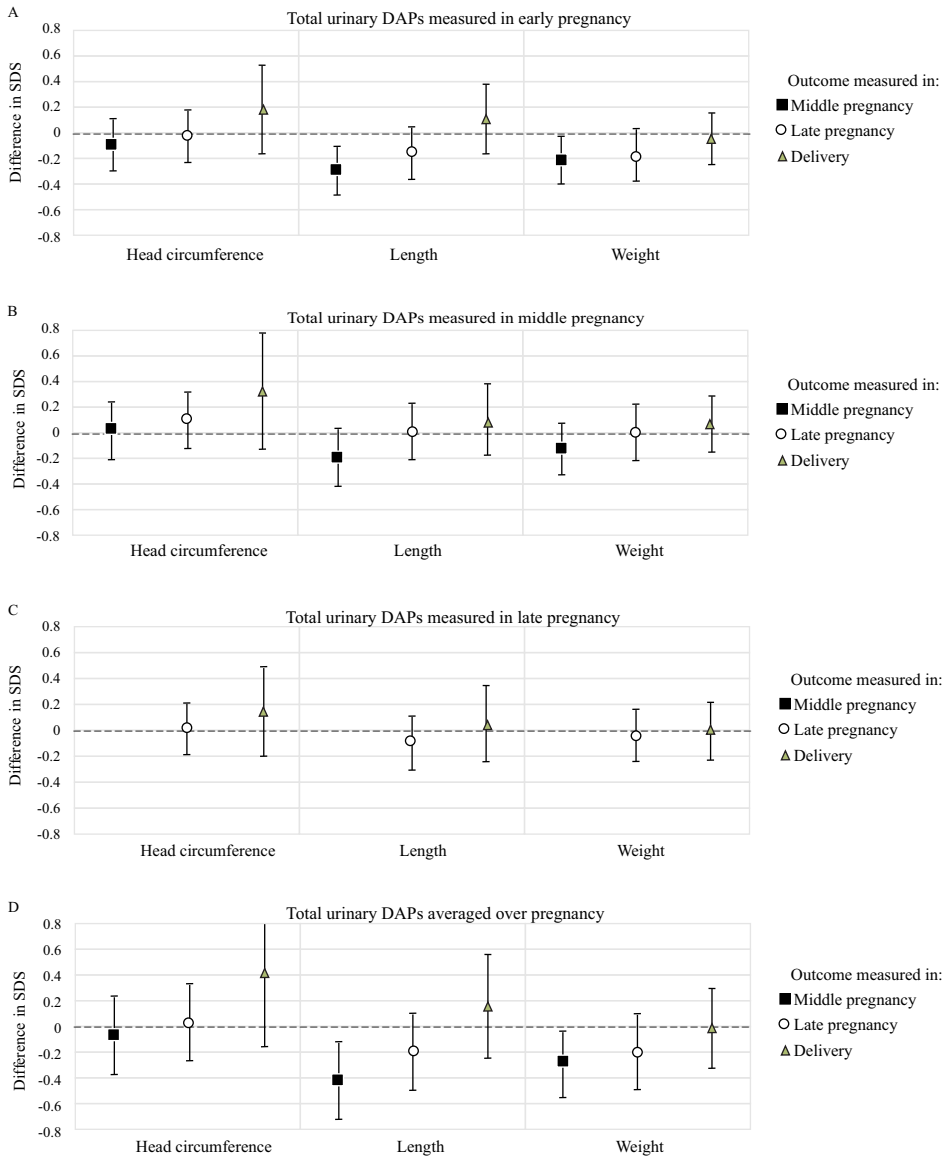 A
Total urinary DAPs measured in early pregnancy
Difference in SDS
0.8
0.6
0.4
0.2
0
-0.2
-0.4
-0.6
-0.8
Head circumference Length Weight
Outcome measured in:
Middle pregnancy
Late pregnancy
Delivery
B
Total urinary DAPs measured in middle pregnancy
Difference in SDS
0.8
0.6
0.4
0.2
0
-0.2
-0.4
-0.6
-0.8
Head circumference Length Weight
Outcome measured in:
Middle pregnancy
Late pregnancy
Delivery
C
Total urinary DAPs measured in late pregnancy
Difference in SDS
0.8
0.6
0.4
0.2
0
-0.2
-0.4
-0.6
-0.8
Head circumference Length Weight
Outcome measured in:
Middle pregnancy
Late pregnancy
Delivery
D
Total urinary DAPs averaged over pregnancy
Difference in SDS
0.8
0.6
0.4
0.2
0
-0.2
-0.4
-0.6
-0.8
Head circumference Length Weight
Outcome measured in:
Middle pregnancy
Late pregnancy
Delivery